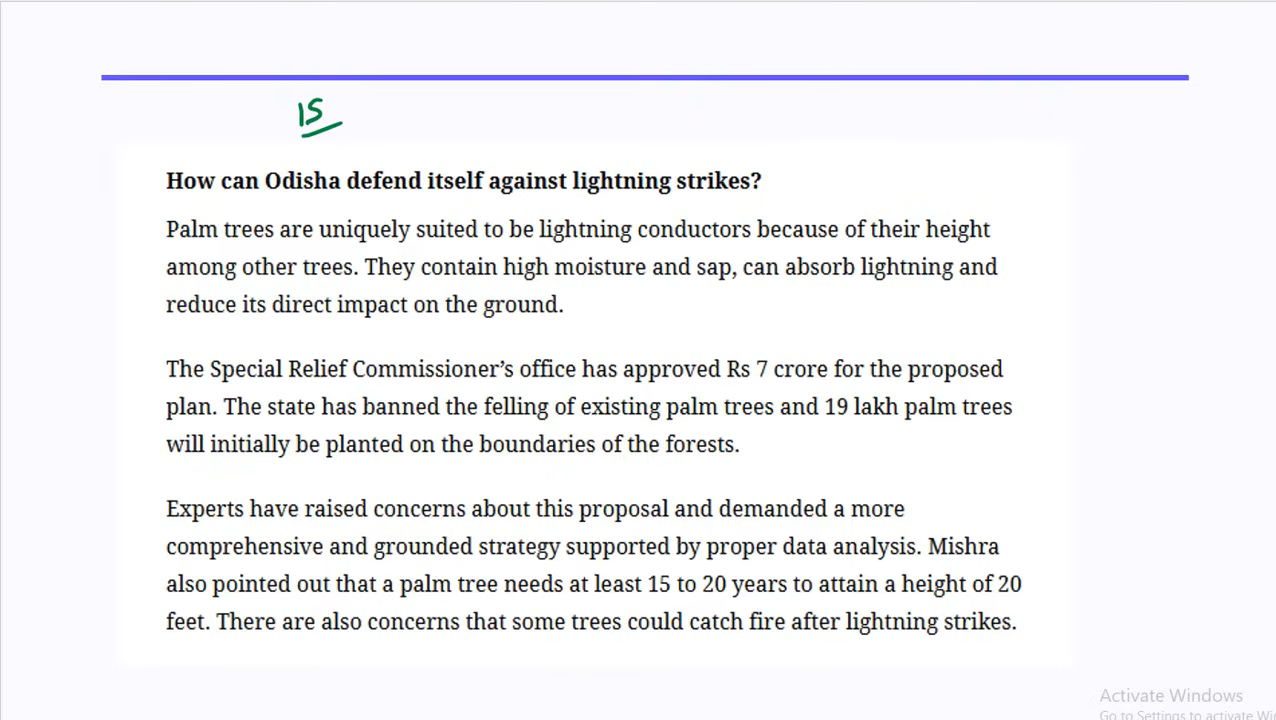 15
How can Odisha defend itself against lightning strikes?
Palm trees are uniquely suited to be lightning conductors because of their height
among other trees. They contain high moisture and sap, can absorb lightning and
reduce its direct impact on the ground.
The Special Relief Commissioner’s office has approved Rs 7 crore for the proposed
plan. The state has banned the felling of existing palm trees and 19 lakh palm trees
will initially be planted on the boundaries of the forests.
Experts have raised concerns about this proposal and demanded a more
comprehensive and grounded strategy supported by proper data analysis. Mishra
also pointed out that a palm tree needs at least 15 to 20 years to attain a height of 20
feet. There are also concerns that some trees could catch fire after lightning strikes.
Activate Windows
Go to Settings to activate Win